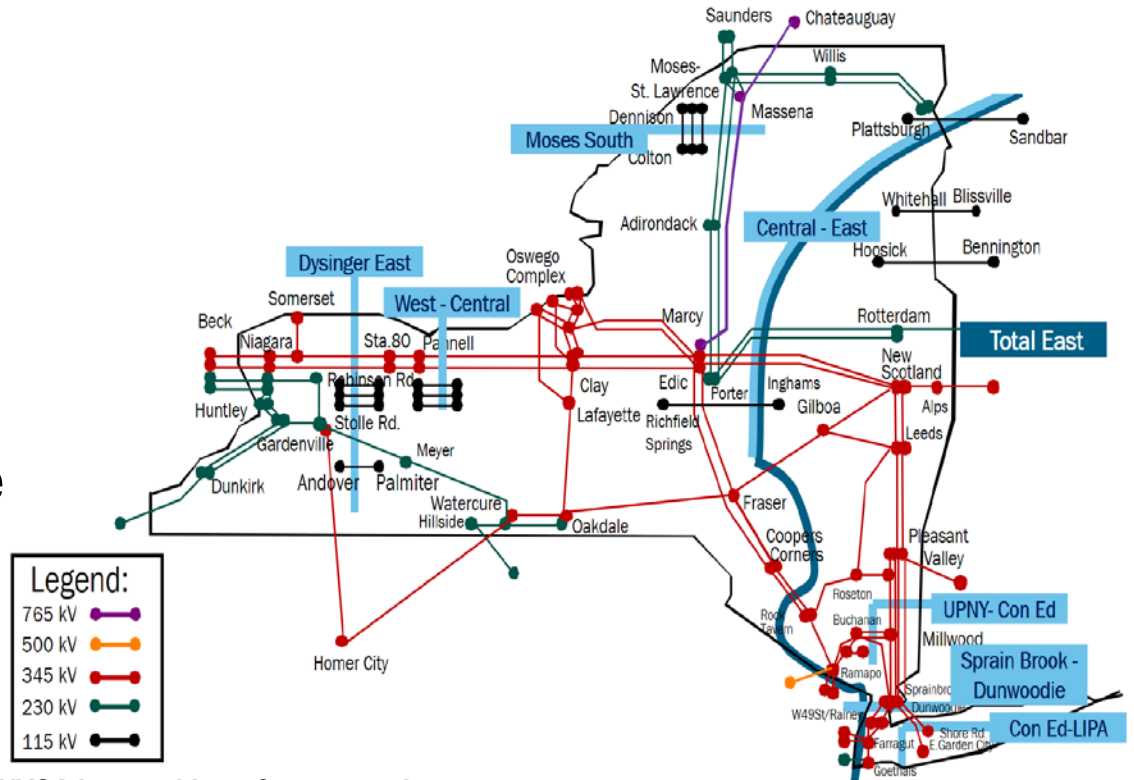 Saunders
Chateauguay
Moses-
St. Lawrence
Willis
Massena
Dennison
Moses South
Colton
Plattsburgh
Sandbar
Whitehall
Blissville
Adirondack
Central - East
Hoosick
Bennington
Dysinger East
Oswego
Complex
West - Central
Somerset
Beck
Niagara
Sta.80
Pannell
Marcy
Rotterdam
Total East
New
Scotland
Robinson Rd.
Clay
Edic
Porter
Inghams
Alps
Huntley
Stolle Rd.
Lafayette
Richfield
Springs
Gilboa
Leeds
Gardenville
Meyer
Dunkirk
Andover
Palmiter
e
Watercure
Hillside
Oakdale
Fraser
Coopers
Corners
Pleasant
Valley
Legend:
765 kV
500 kV
345 kV
230 kV
115 kV
Homer City
Roseton
Rock
Tavern
Buchanan
UPNY- Con Ed
Millwood
Ramapo
Sprain Brook -
Dunwoodie
Sprainbro
Dunwoodie
W49St/Rainey
Shore Rd
Con Ed-LIPA
Farragut
E.Garden City
Goethals